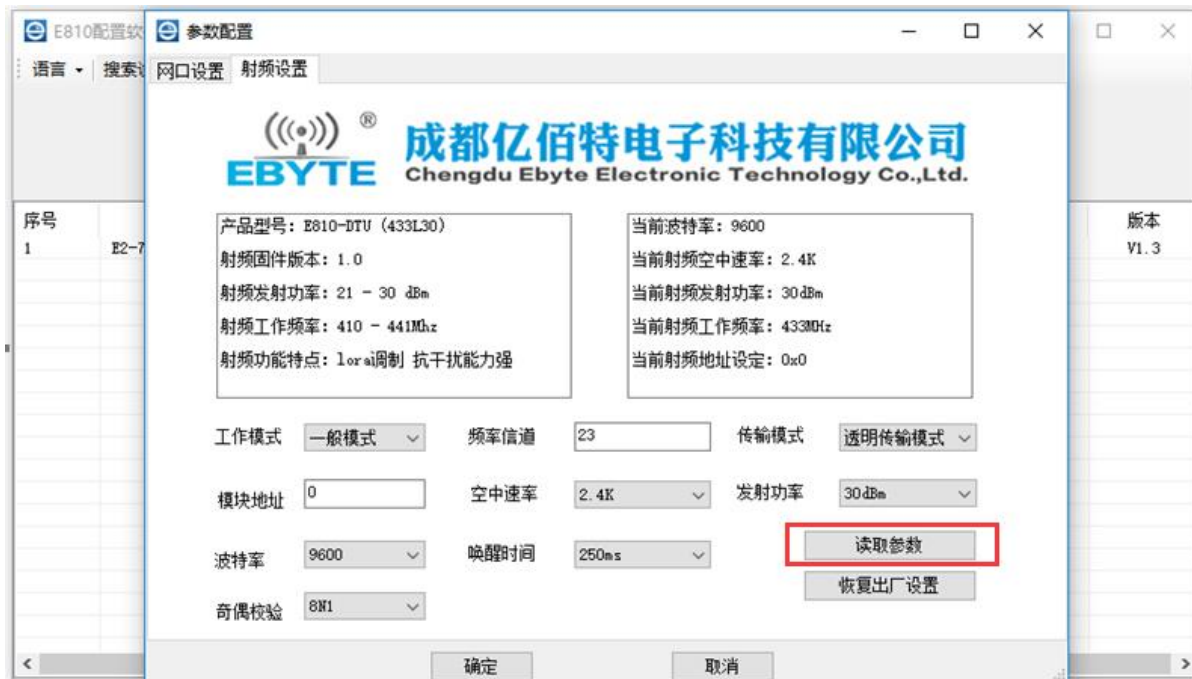 E810配置软
参数配置
语言
搜索
网口设置 射频设置
EBYTE ®
成都亿佰特电子科技有限公司
Chengdu Ebyte Electronic Technology Co.,Ltd.
序号 版本
1 E2-7 V1.3
产品型号: E810-DTU (433L30)
射频固件版本: 1.0
射频发射功率: 21 - 30 dBm
射频工作频率: 410 - 441Mhz
射频功能特点: lora调制 抗干扰能力强
当前波特率: 9600
当前射频空中速率: 2.4K
当前射频发射功率: 30dBm
当前射频工作频率: 433MHz
当前射频地址设定: 0x0
工作模式 一般模式 频率信道 23 传输模式 透明传输模式
模块地址 0 空中速率 2.4K 发射功率 30dBm
波特率 9600 唤醒时间 250ms 读取参数
恢复出厂设置
奇偶校验 8N1
确定 取消